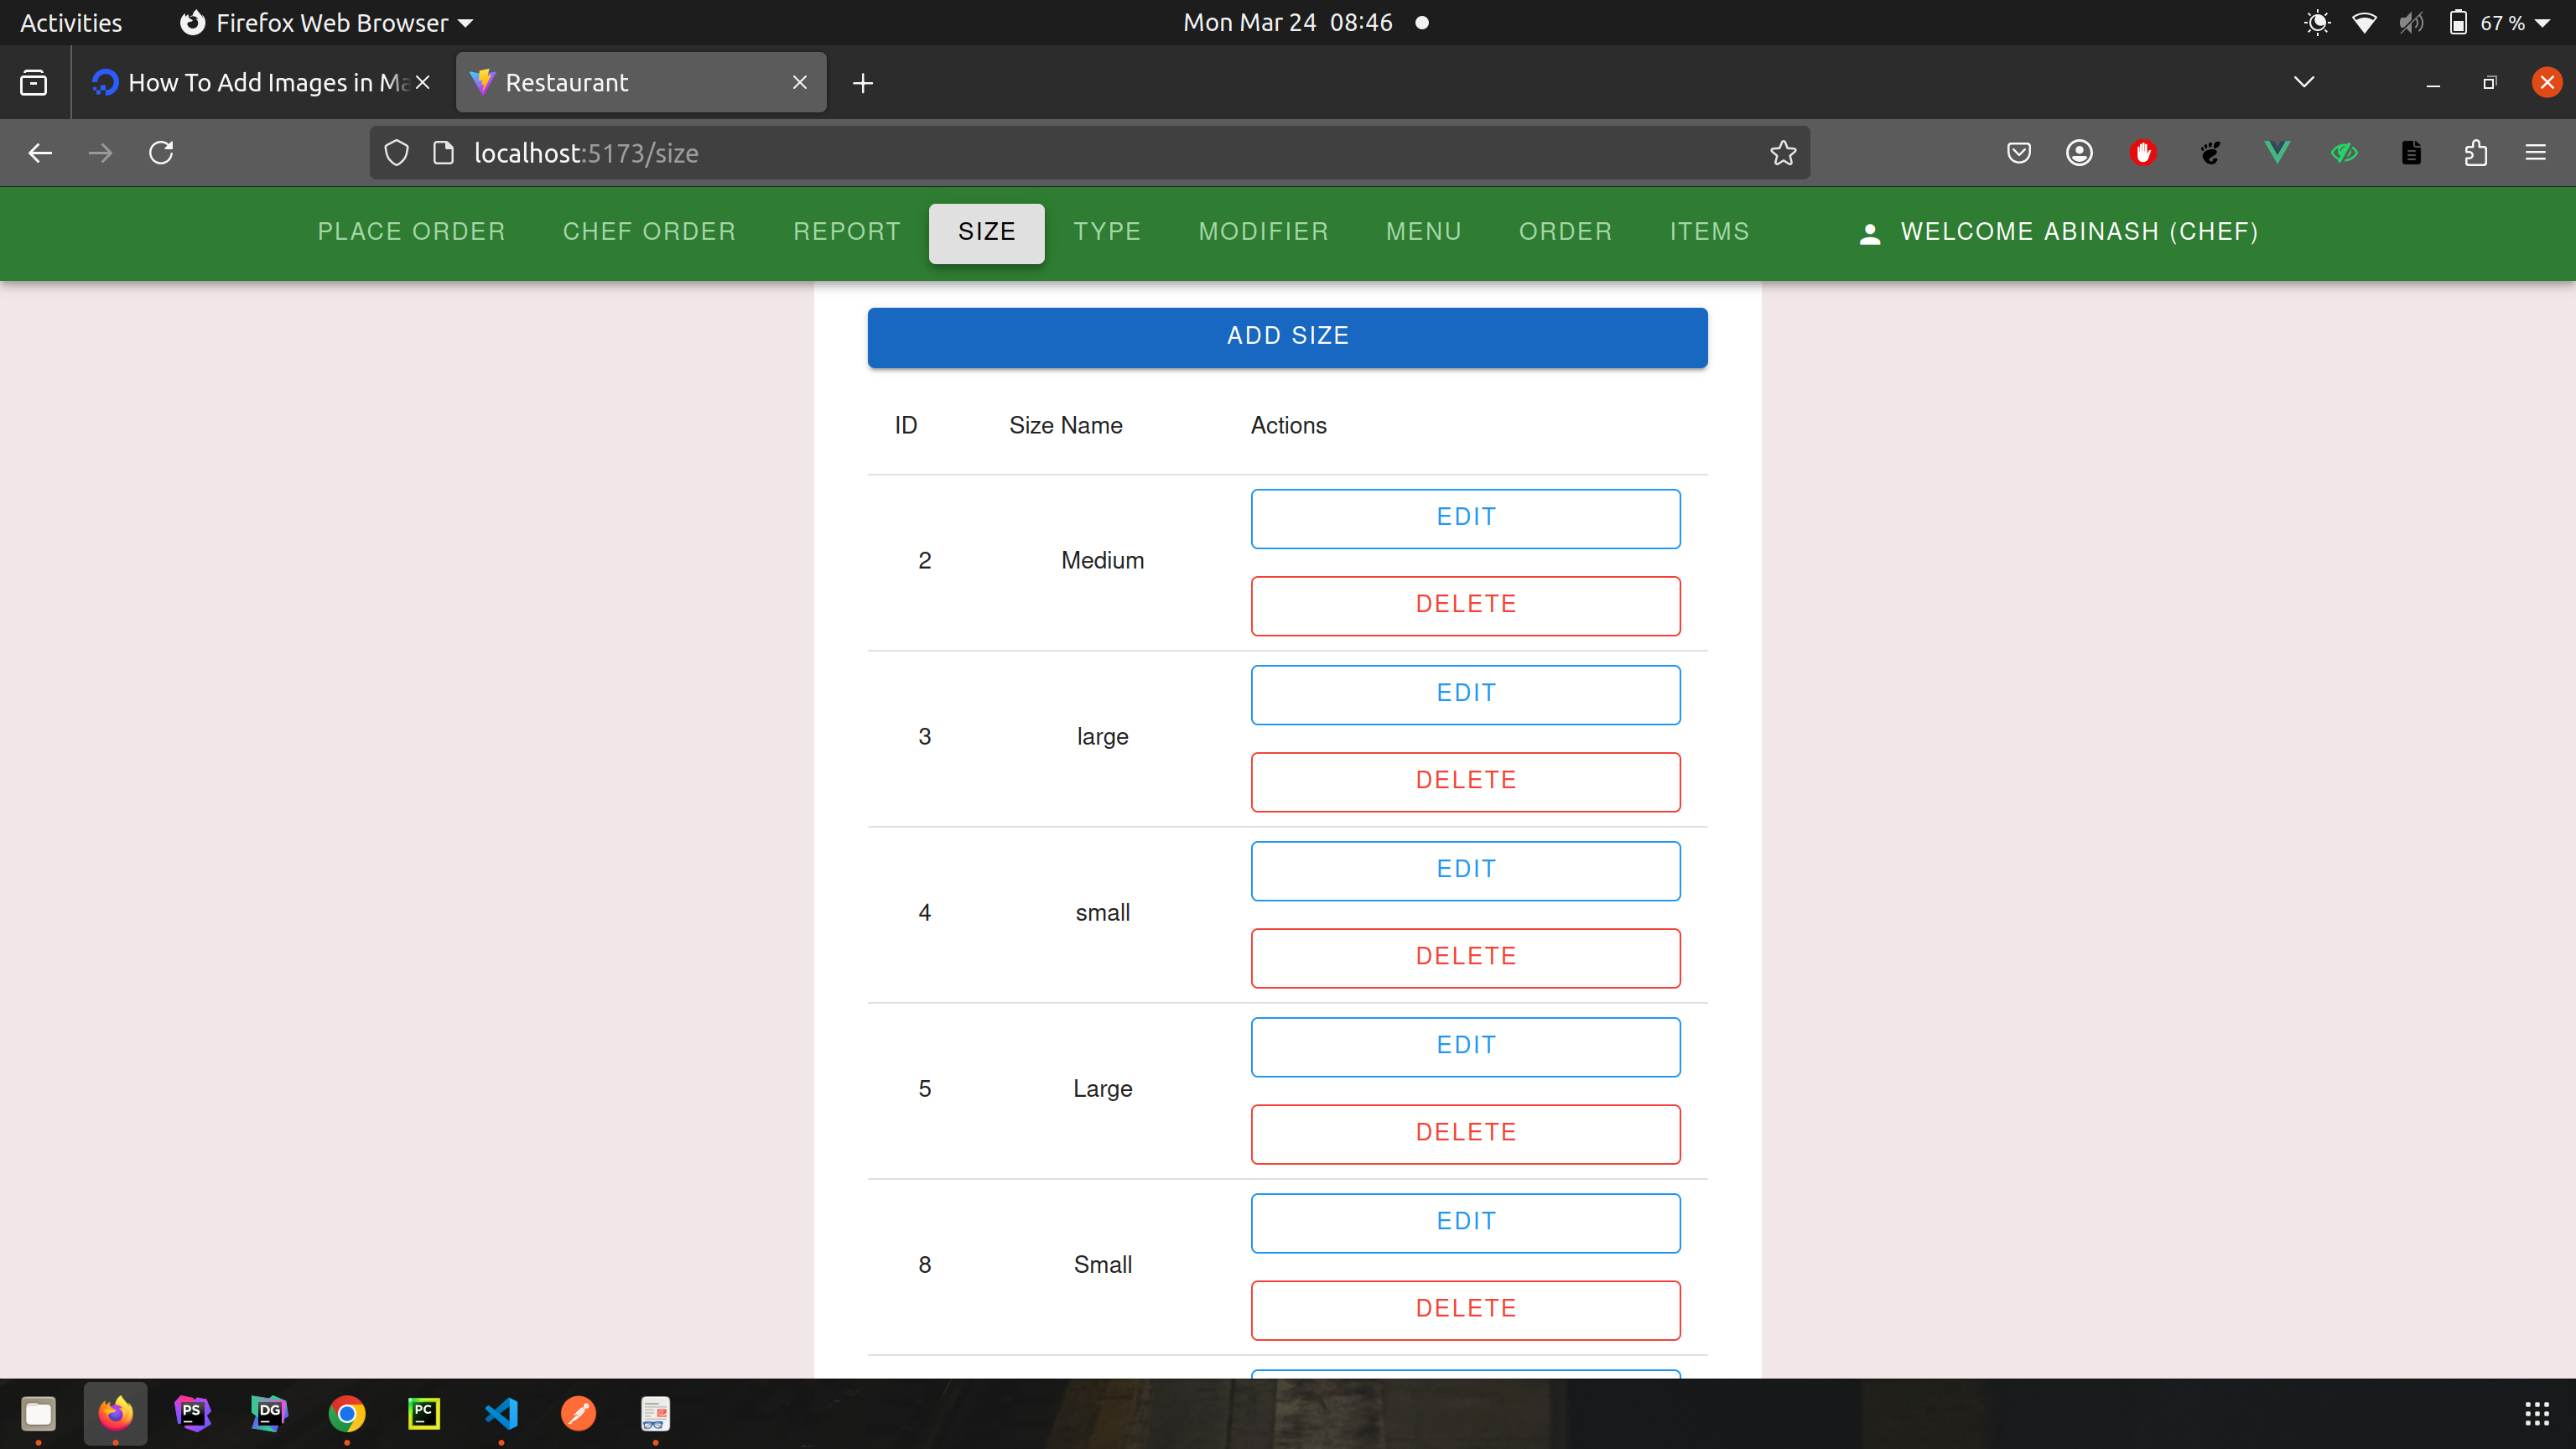 Activities Firefox Web Browser Mon Mar 24 08:46 67 %
How To Add Images in Ma Restaurant
localhost:5173/size
PLACE ORDER CHEF ORDER REPORT SIZE TYPE MODIFIER MENU ORDER ITEMS WELCOME ABINASH (CHEF)
ADD SIZE
ID Size Name Actions
EDIT
2 Medium
DELETE
EDIT
3 large
DELETE
EDIT
4 small
DELETE
EDIT
5 Large
DELETE
EDIT
8 Small
DELETE
PS DG PC